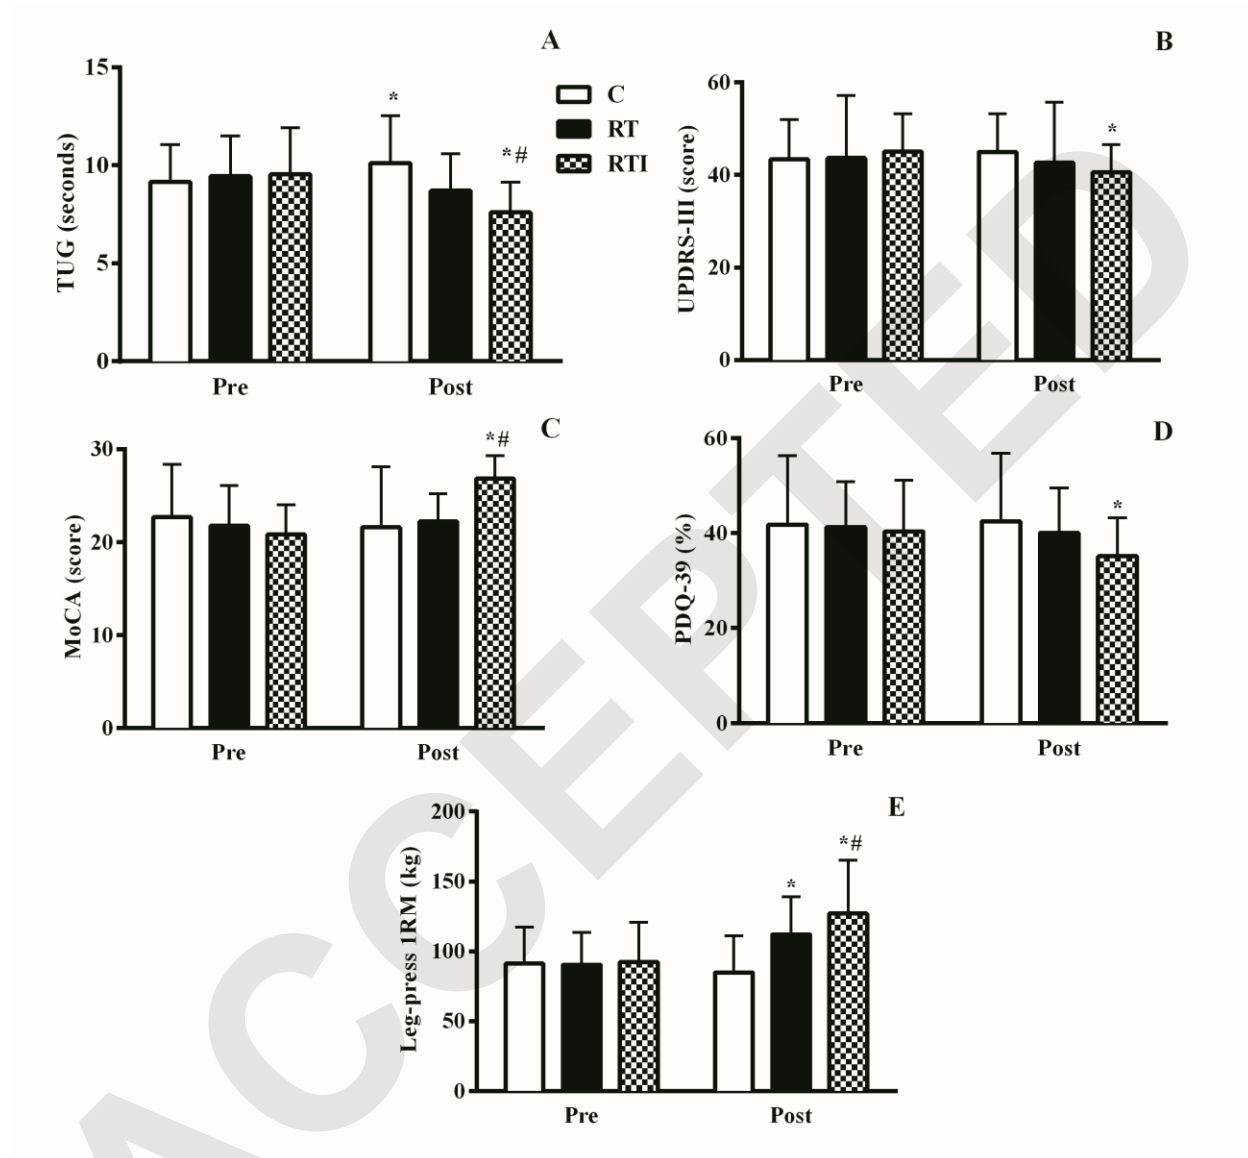 A
15
10
5
0
TUG (seconds)
*
*#
Pre
Post
C
RT
RTI
B
60
40
20
0
UPDRS-III (score)
*
Pre
Post
C
30
20
10
0
MoCA (score)
*#
Pre
Post
D
60
40
20
0
PDQ-39 (%)
*
Pre
Post
E
200
150
100
50
0
Leg-press 1RM (kg)
*
*#
Pre
Post
ACCEPTED